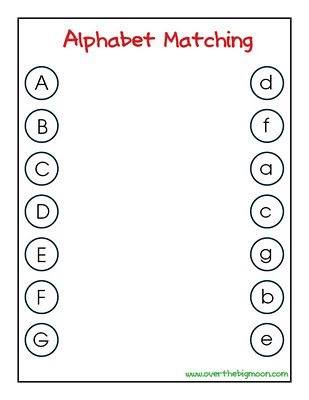 Alphabet Matching
A d
B f
C a
D c
E g
F b
G e
www.overthebigmoon.com